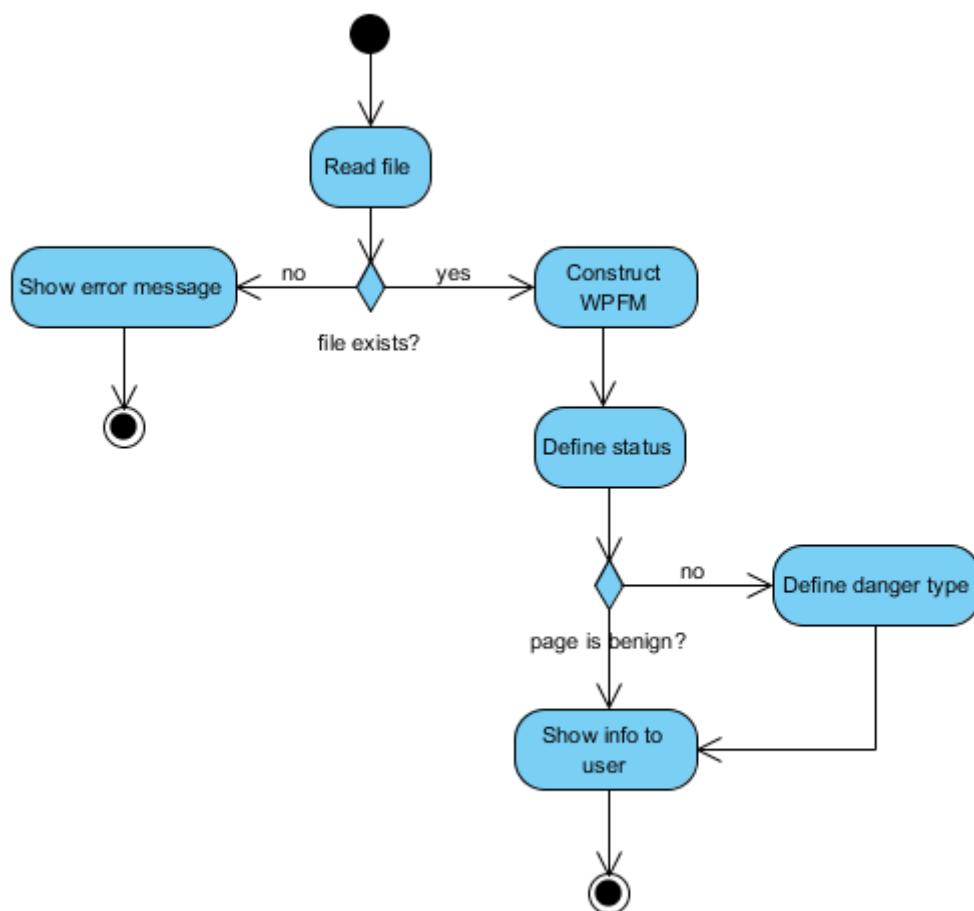 Read file
Show error message
no
yes
Construct
WPFM
file exists?
Define status
no
Define danger type
page is benign?
Show info to
user